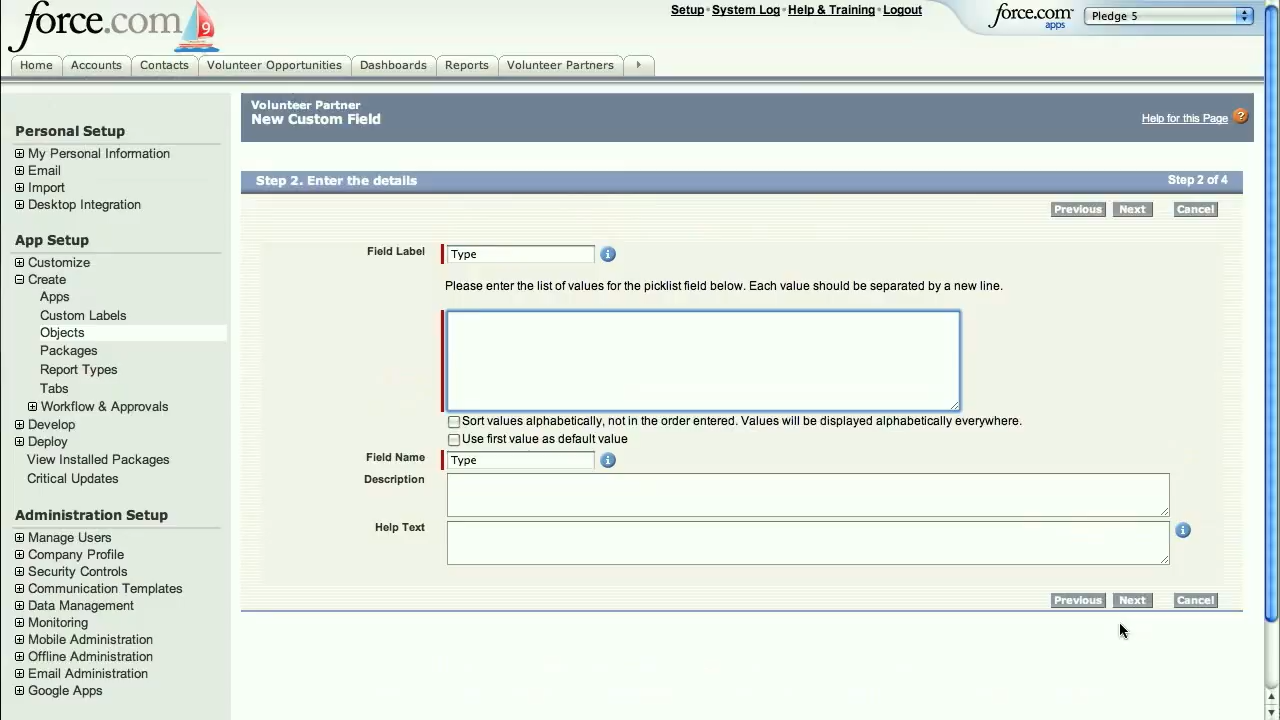 force.com
9
Setup · System Log · Help & Training · Logout
force.com
apps
Pledge 5
Home
Accounts
Contacts
Volunteer Opportunities
Dashboards
Reports
Volunteer Partners
Personal Setup
My Personal Information
Email
Import
Desktop Integration
App Setup
Customize
Create
Apps
Custom Labels
Objects
Packages
Report Types
Tabs
Workflow & Approvals
Develop
Deploy
View Installed Packages
Critical Updates
Administration Setup
Manage Users
Company Profile
Security Controls
Communication Templates
Data Management
Monitoring
Mobile Administration
Offline Administration
Email Administration
Google Apps
Volunteer Partner
New Custom Field
Help for this Page ?
Step 2. Enter the details
Step 2 of 4
Previous Next Cancel
Field Label Type i
enter the list of values for the picklist field below. Each value should be separated by a new line.
Sort values alphabetically, not in the order entered. Values will be displayed alphabetically everywhere.
Use first value as default value
Field Name Type i
Description
Help Text i
Previous Next Cancel